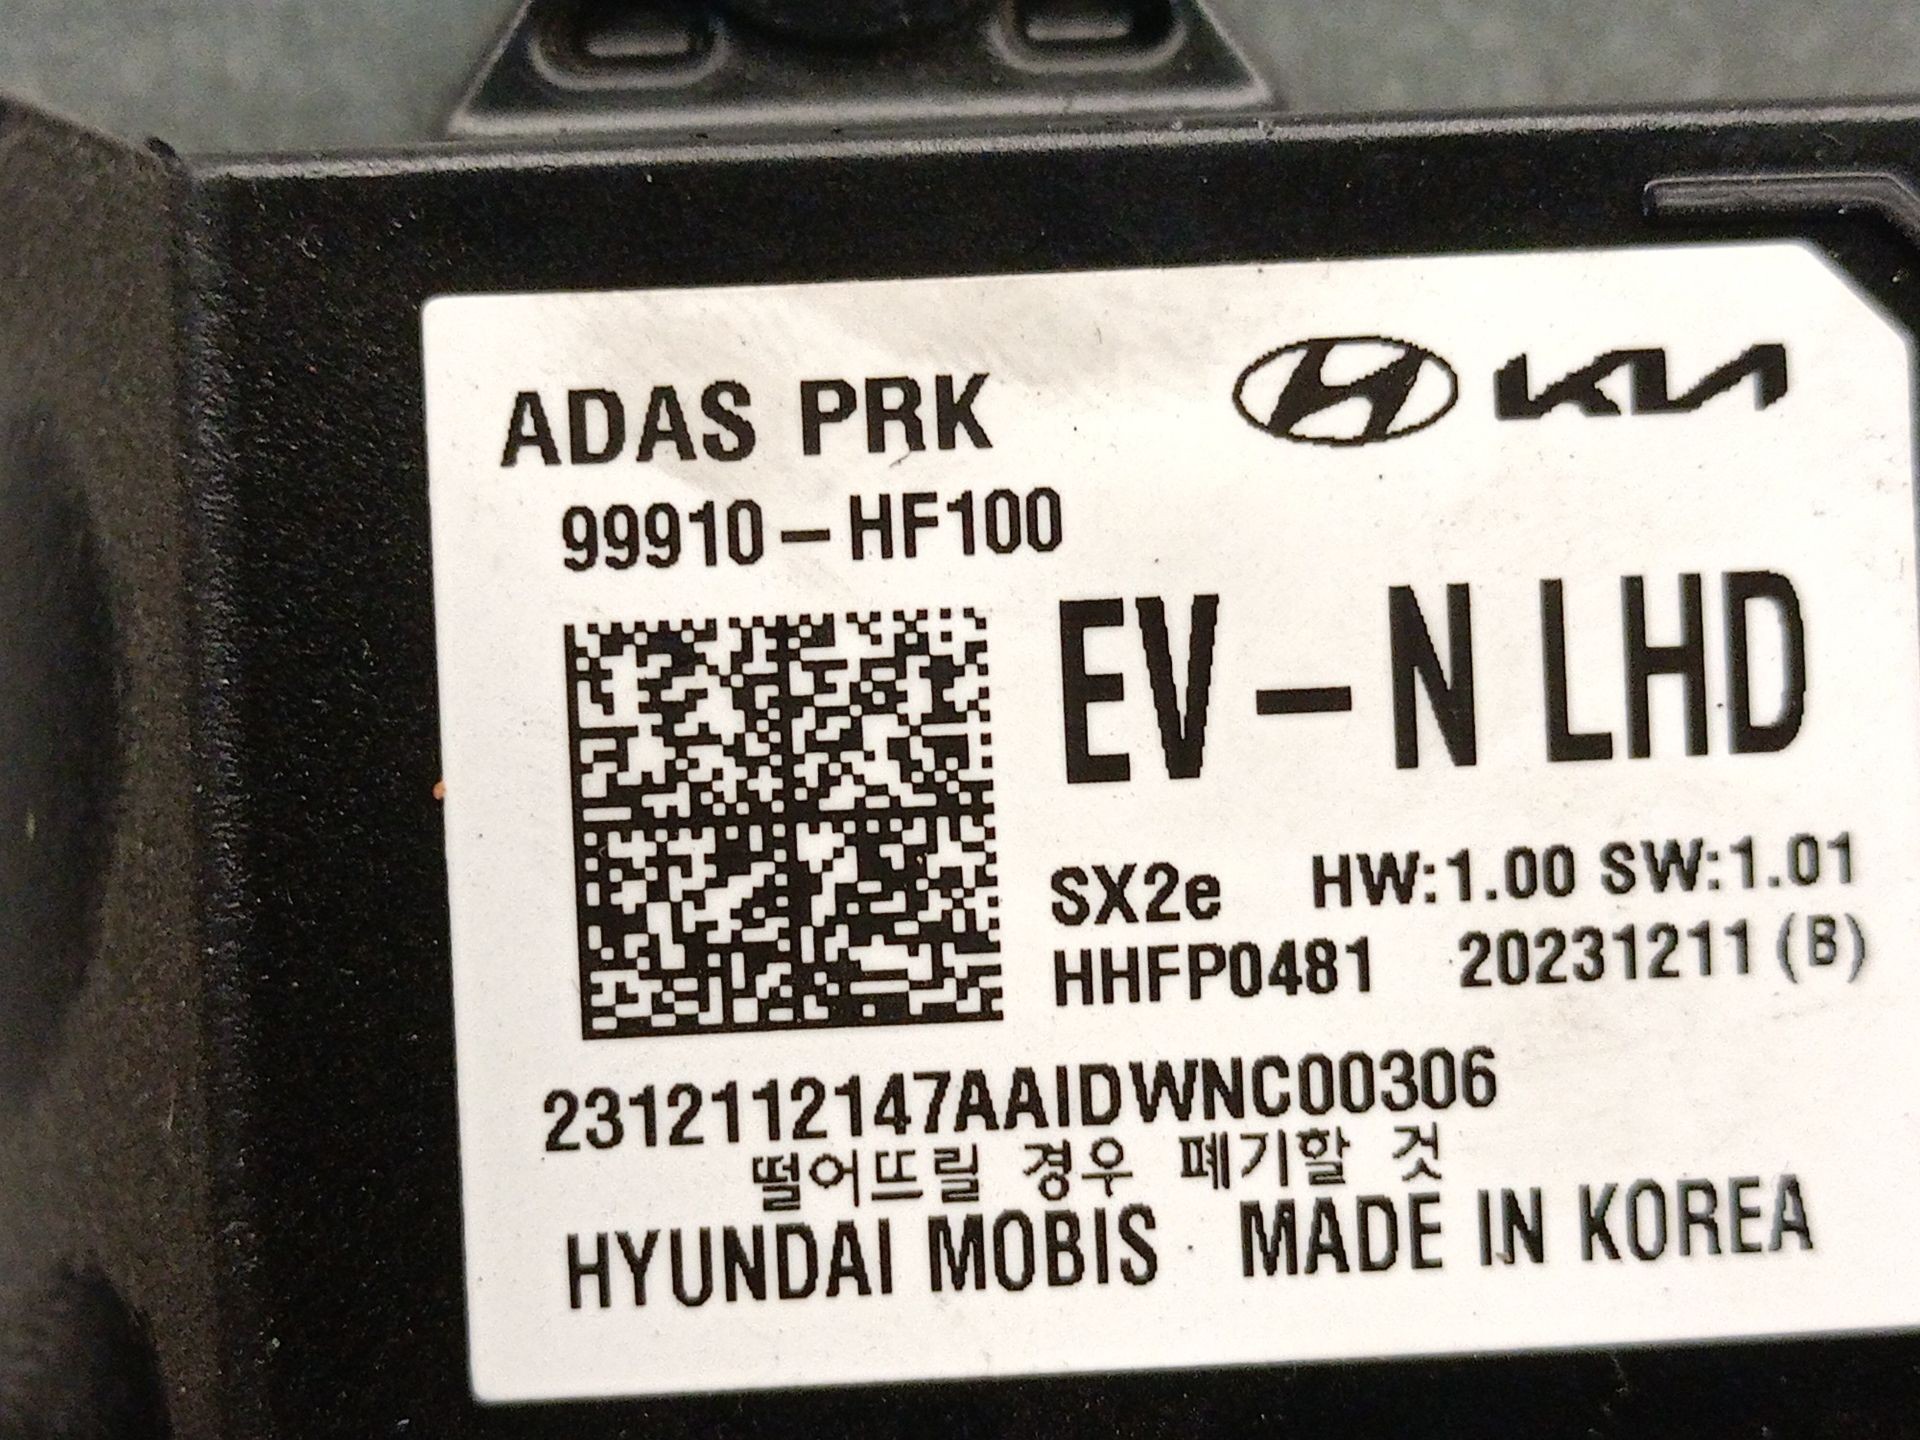 ADAS PRK
KIA
99910-HF100
EV-N LHD
SX2e HW:1.00 SW:1.01
HHFP0481 20231211 (B)
2312112147AAIDWNC00306
떨어뜨릴 경우 폐기할 것
HYUNDAI MOBIS MADE IN KOREA